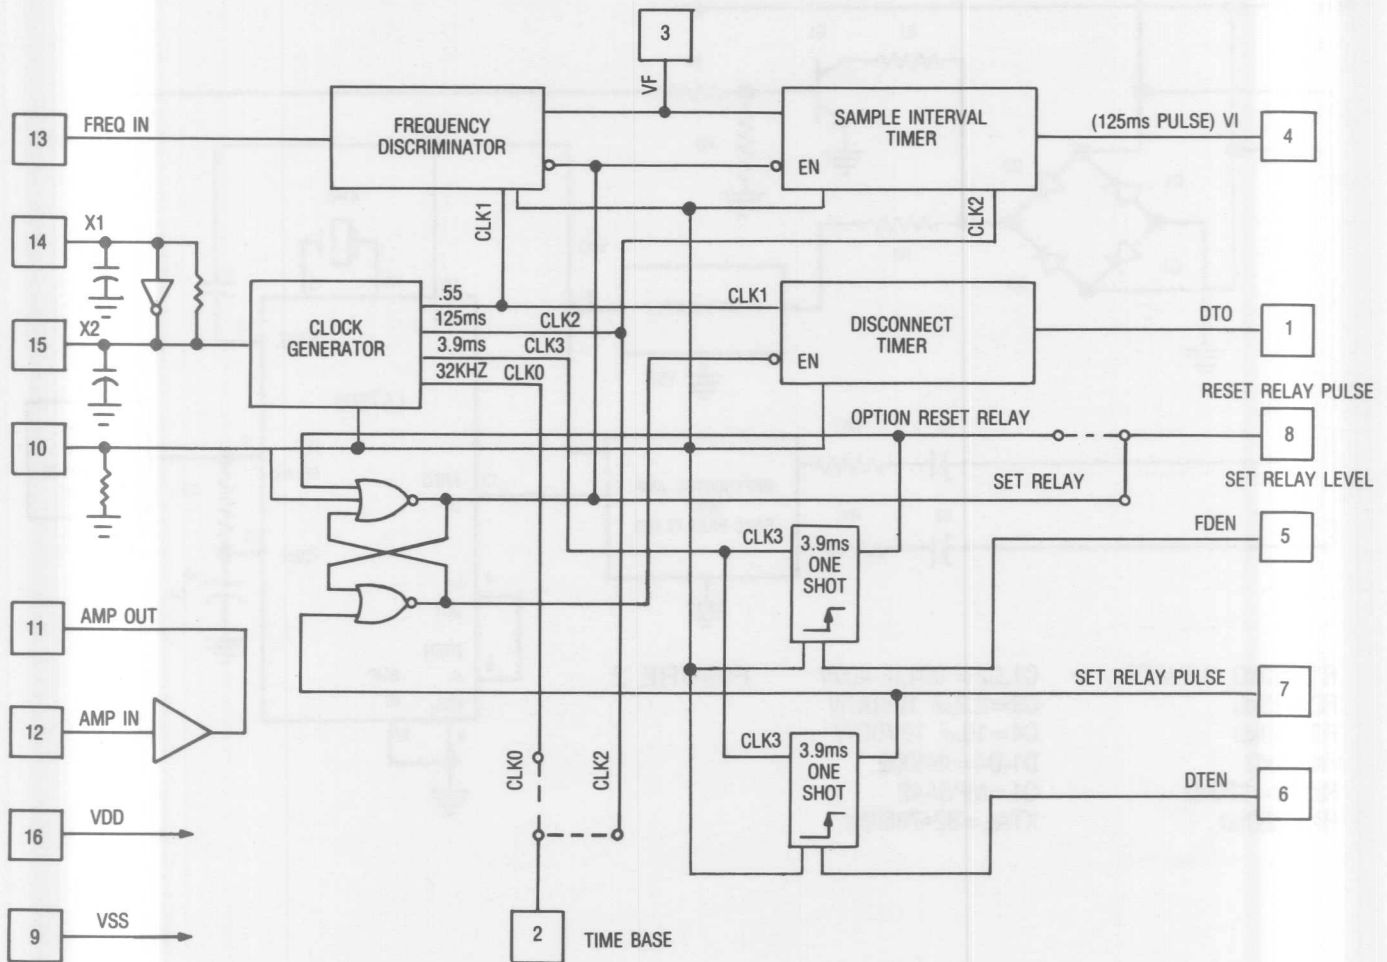 3
VF
13
FREQ IN
FREQUENCY
DISCRIMINATOR
SAMPLE INTERVAL
TIMER
EN
(125ms PULSE) VI
4
CLK1
CLK2
14
X1
15
X2
CLOCK
GENERATOR
.55
125ms
3.9ms
32KHZ
CLK2
CLK3
CLK0
CLK1
DISCONNECT
TIMER
EN
DTO
1
RESET RELAY PULSE
OPTION RESET RELAY
8
10
SET RELAY
SET RELAY LEVEL
FDEN
5
CLK3
3.9ms
ONE
SHOT
11
AMP OUT
SET RELAY PULSE
7
12
AMP IN
CLK3
3.9ms
ONE
SHOT
CLK0
CLK2
DTEN
6
16
VDD
9
VSS
2
TIME BASE